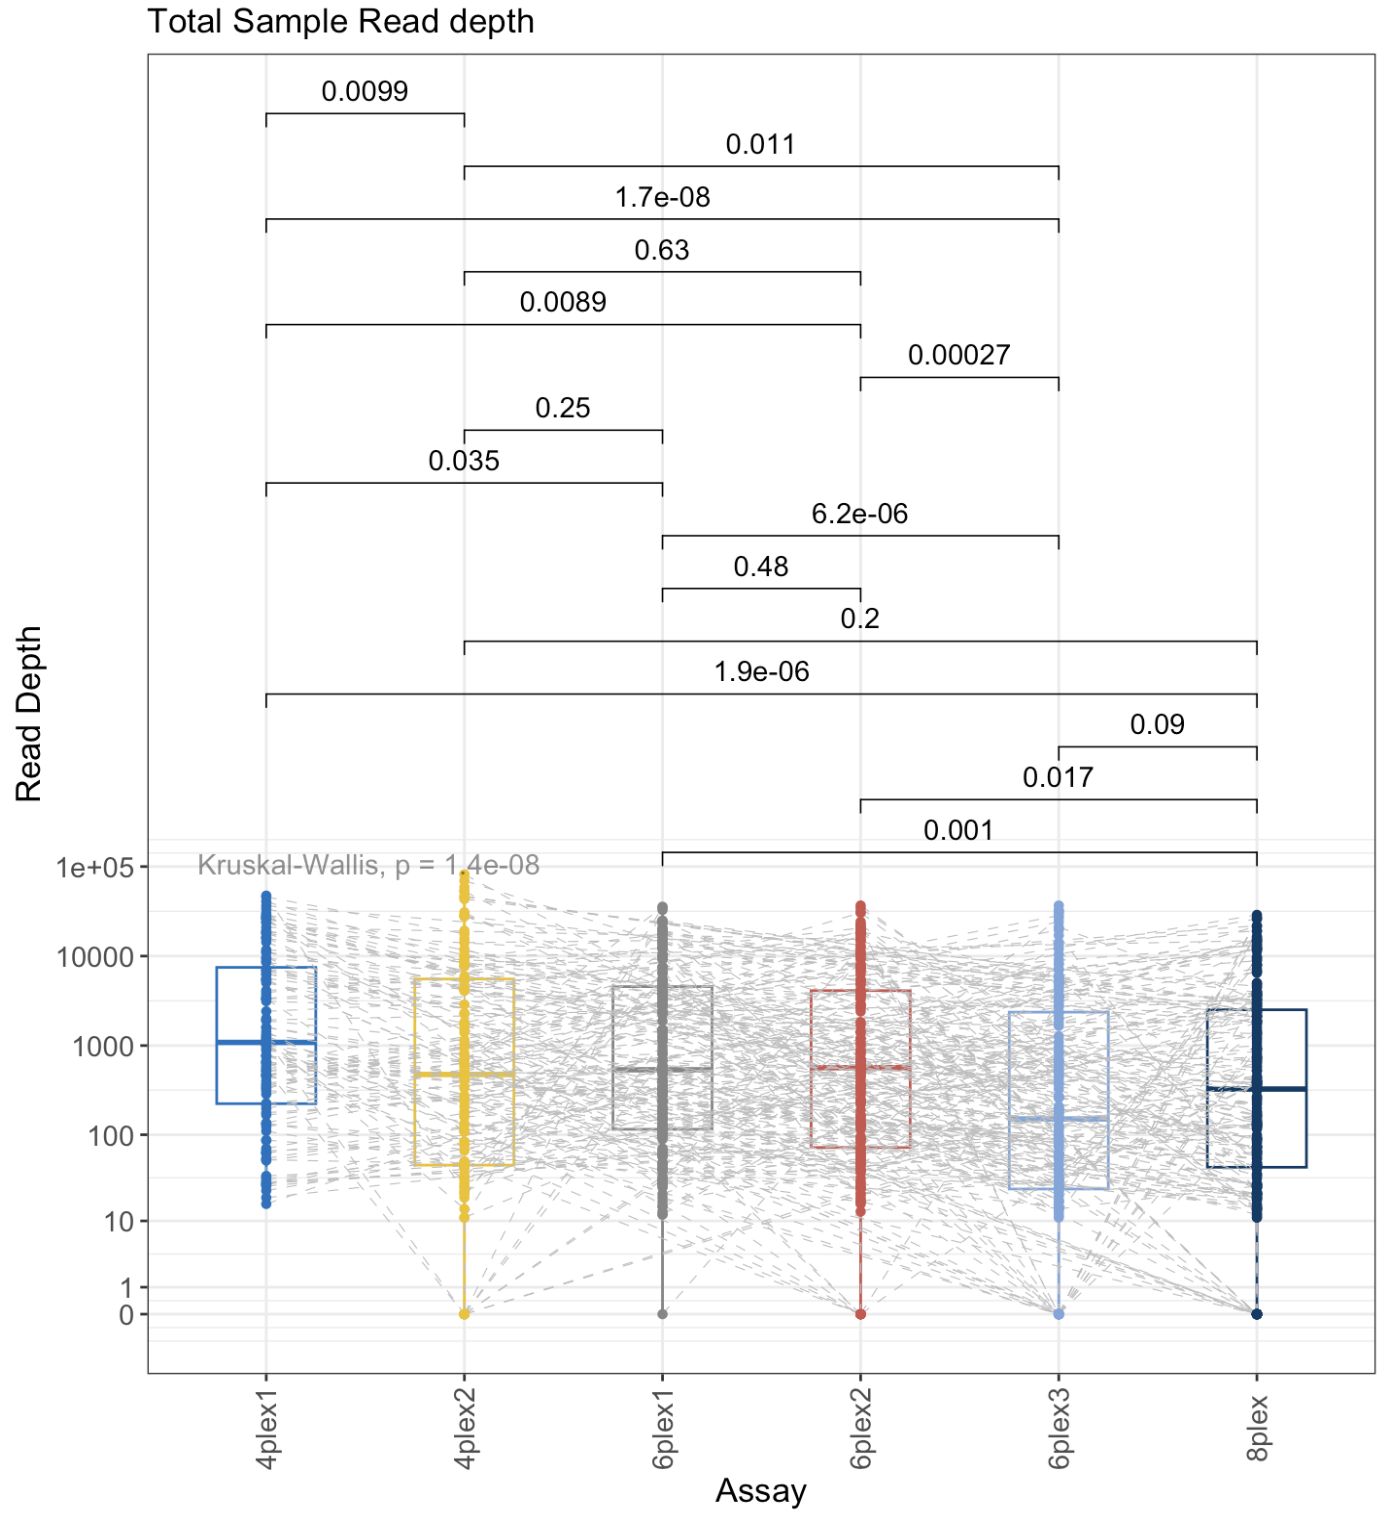 Total Sample Read depth
0.0099
0.011
1.7e-08
0.63
0.0089
0.00027
0.25
0.035
6.2e-06
0.48
0.2
1.9e-06
0.09
0.017
0.001
Kruskal-Wallis, p = 1.4e-08
Read Depth
1e+05
10000
1000
100
10
1
0
4plex1
4plex2
6plex1
6plex2
6plex3
8plex
Assay